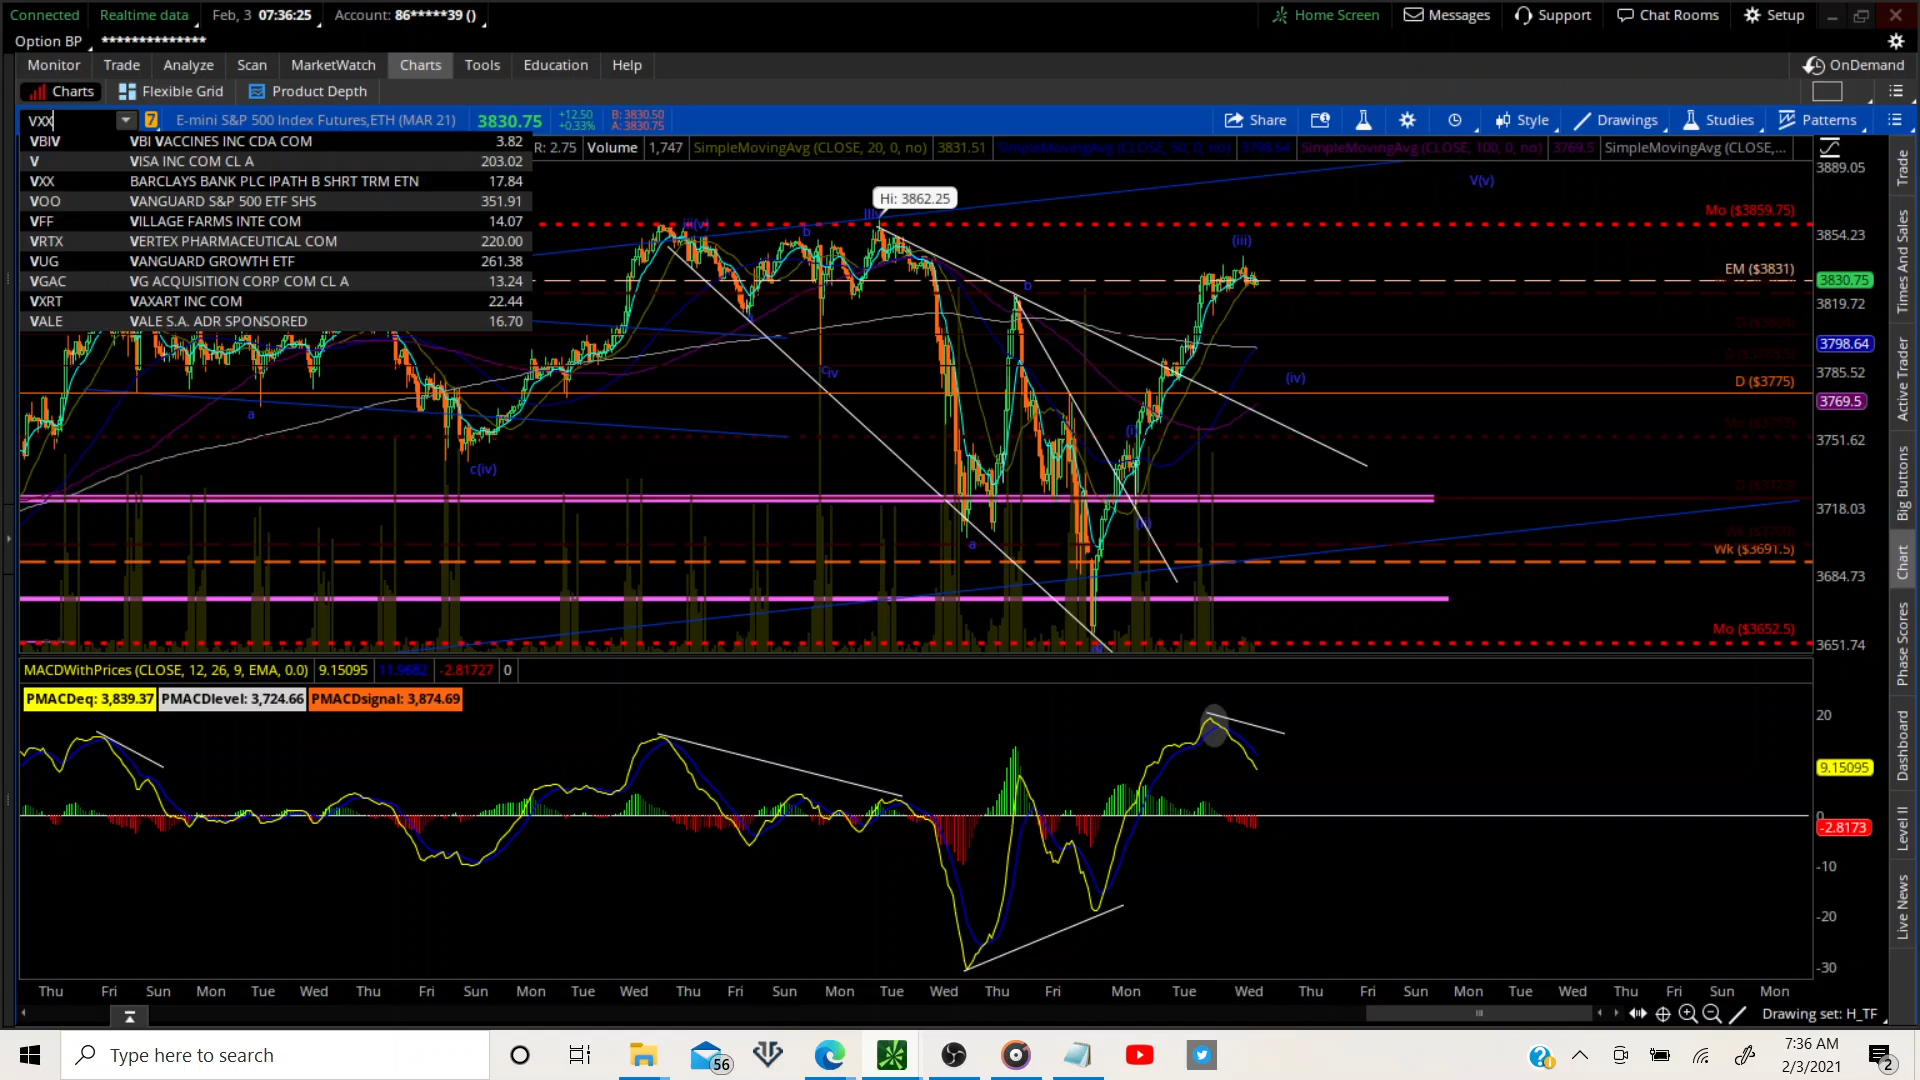 Connected Realtime data Feb, 3 07:36:25 Account: 86*****39 () Home Screen Messages Support Chat Rooms Setup
Option BP **************
Monitor Trade Analyze Scan MarketWatch Charts Tools Education Help OnDemand
Charts Flexible Grid Product Depth
VXX 7 E-mini S&P 500 Index Futures,ETH (MAR 21) 3830.75 +12.50 +0.33% B: 3830.50 A: 3830.75 Share Style Drawings Studies Patterns
R: 2.75 Volume 1,747 SimpleMovingAvg (CLOSE, 20, 0, no) 3831.51 SimpleMovingAvg (CLOSE, 50, 0, no) 3798.64 SimpleMovingAvg (CLOSE, 100, 0, no) 3769.5 SimpleMovingAvg (CLOSE,...
VBIV VBI VACCINES INC CDA COM 3.82
V VISA INC COM CL A 203.02
VXX BARCLAYS BANK PLC IPATH B SHRT TRM ETN 17.84
VOO VANGUARD S&P 500 ETF SHS 351.91
VFF VILLAGE FARMS INTE COM 14.07
VRTX VERTEX PHARMACEUTICAL COM 220.00
VUG VANGUARD GROWTH ETF 261.38
VGAC VG ACQUISITION CORP COM CL A 13.24
VXRT VAXART INC COM 22.44
VALE VALE S.A. ADR SPONSORED 16.70
3889.05
V(v)
Hi: 3862.25
Mo ($3859.75)
iii(v)
b
3854.23
(iii)
EM ($3831)
3830.75
b
3819.72
3798.64
civ
3785.52
(iv)
D ($3775)
3769.5
a
(i)
3751.62
c(iv)
3718.03
(ii)
a
Wk ($3691.5)
3684.73
Mo ($3652.5)
3651.74
MACDWithPrices (CLOSE, 12, 26, 9, EMA, 0.0) 9.15095 11.9682 -2.81727 0
PMACDeq: 3,839.37 PMACDlevel: 3,724.66 PMACDsignal: 3,874.69
20
9.15095
0
-2.8173
-10
-20
-30
Thu Fri Sun Mon Tue Wed Thu Fri Sun Mon Tue Wed Thu Fri Sun Mon Tue Wed Thu Fri Mon Tue Wed Thu Fri Sun Mon Tue Wed Thu Fri Sun Mon
Drawing set: H_TF
Trade
Times And Sales
Active Trader
Big Buttons
Chart
Phase Scores
Dashboard
Level II
Live News
Type here to search
56
7:36 AM
2/3/2021
2